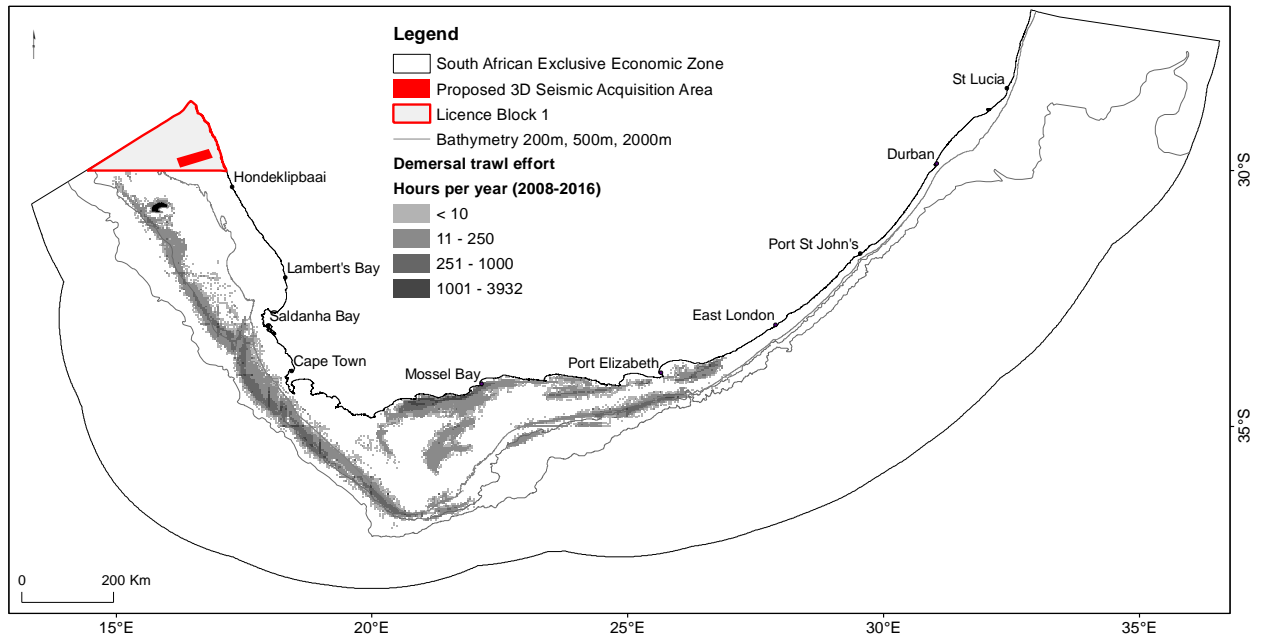 Legend
South African Exclusive Economic Zone
Proposed 3D Seismic Acquisition Area
Licence Block 1
Bathymetry 200m, 500m, 2000m
Demersal trawl effort
Hours per year (2008-2016)
< 10
11 - 250
251 - 1000
1001 - 3932
St Lucia
Durban
30°S
Hondeklipbaai
Port St John's
Lambert's Bay
Saldanha Bay
East London
Cape Town
Port Elizabeth
Mossel Bay
35°S
0 200 Km
15°E 20°E 25°E 30°E 35°E